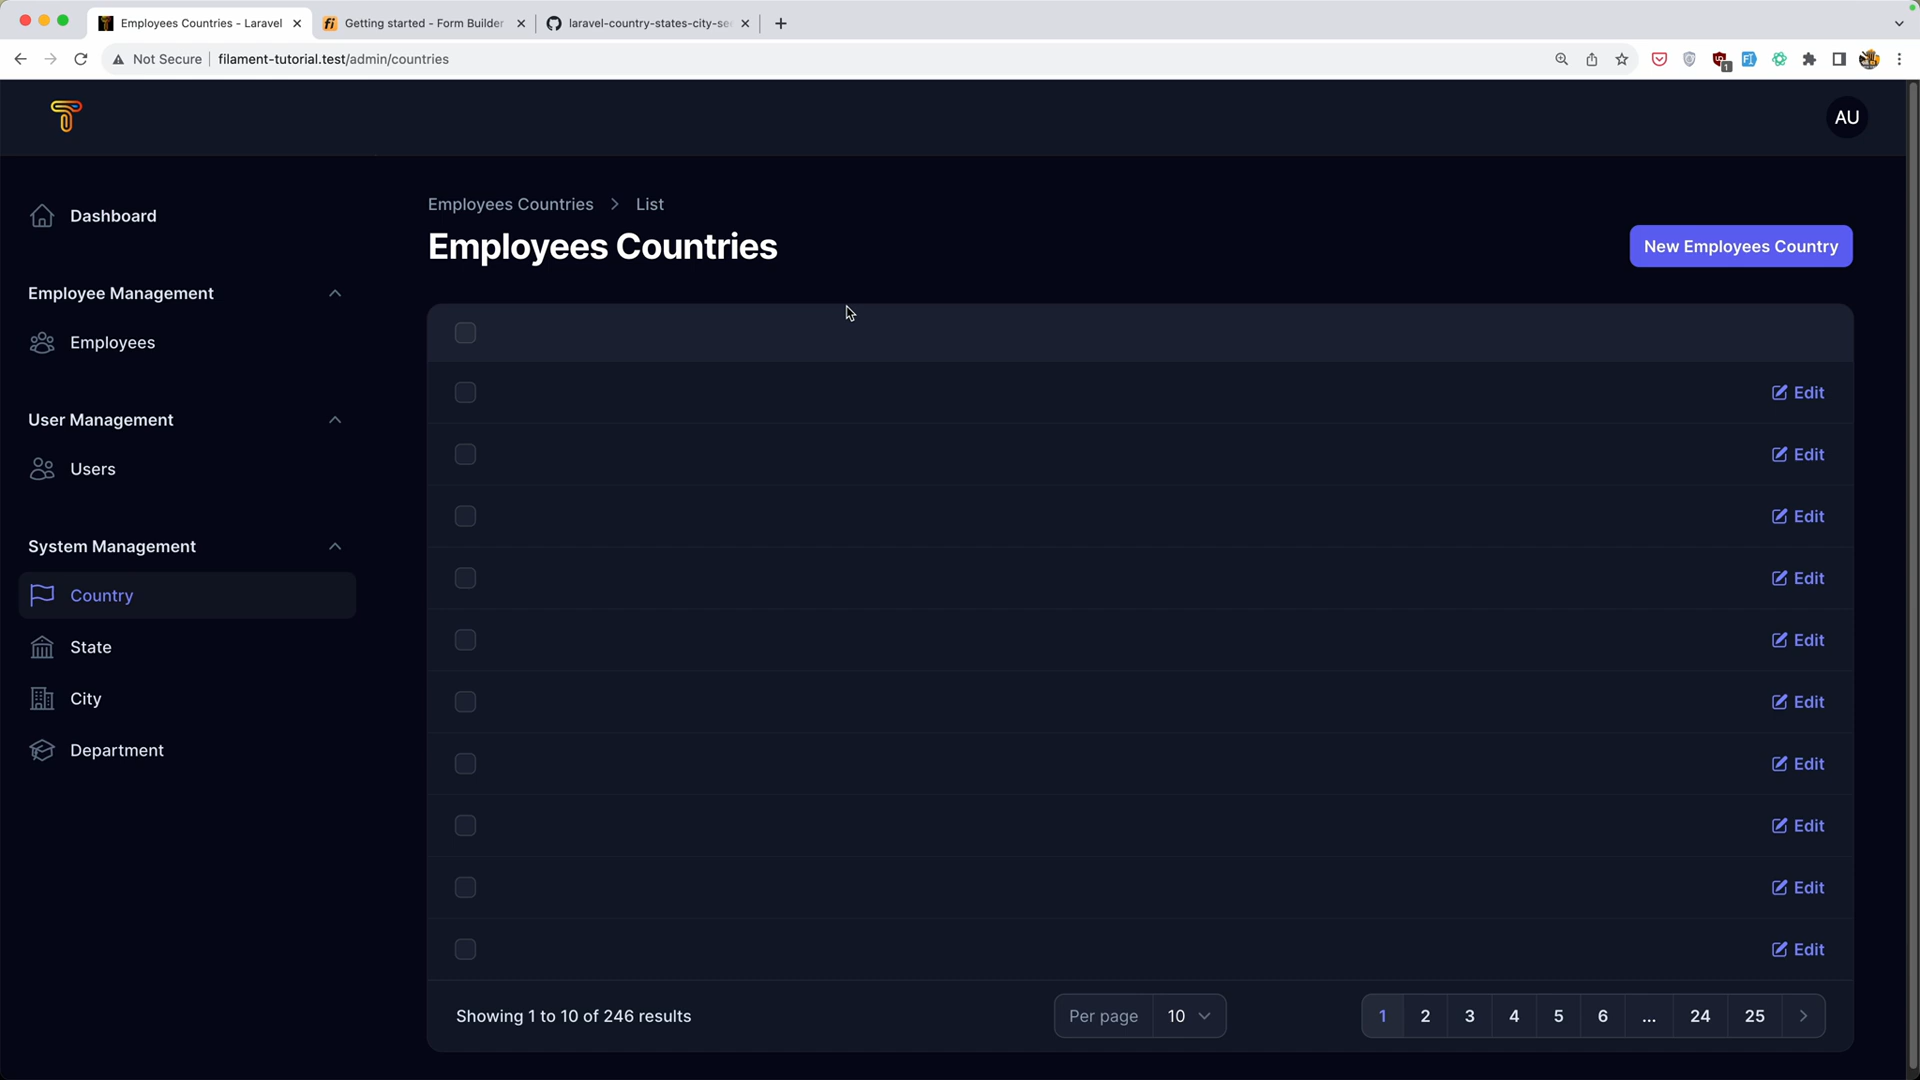 Employees Countries - Laravel
Getting started - Form Builder
laravel-country-states-city-se
Not Secure
filament-tutorial.test/admin/countries
1
AU
Dashboard
Employee Management
Employees
User Management
Users
System Management
Country
State
City
Department
Employees Countries > List
Employees Countries
New Employees Country
Edit
Edit
Edit
Edit
Edit
Edit
Edit
Edit
Edit
Edit
Showing 1 to 10 of 246 results
Per page 10
1 2 3 4 5 6 ... 24 25